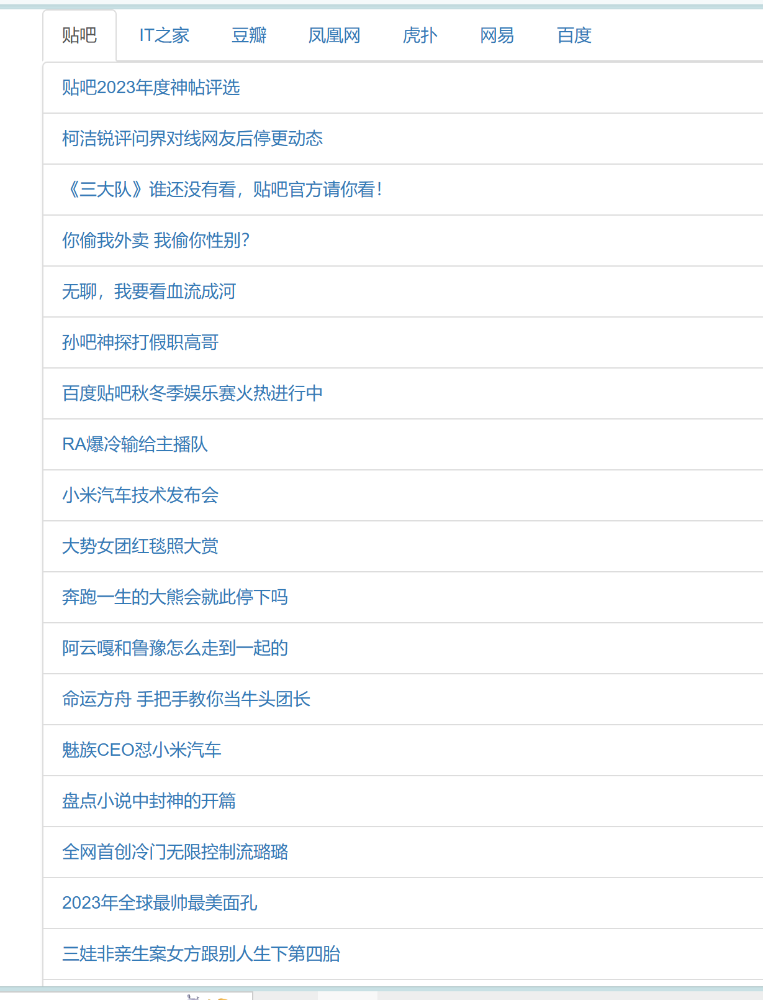 贴吧 IT之家 豆瓣 凤凰网 虎扑 网易 百度
贴吧2023年度神帖评选
柯洁锐评问界对线网友后停更动态
《三大队》谁还没有看，贴吧官方请你看！
你偷我外卖 我偷你性别？
无聊，我要看血流成河
孙吧神探打假职高哥
百度贴吧秋冬季娱乐赛火热进行中
RA爆冷输给主播队
小米汽车技术发布会
大势女团红毯照大赏
奔跑一生的大熊会就此停下吗
阿云嘎和鲁豫怎么走到一起的
命运方舟 手把手教你当牛头团长
魅族CEO怼小米汽车
盘点小说中封神的开篇
全网首创冷门无限控制流璐璐
2023年全球最帅最美面孔
三娃非亲生案女方跟别人生下第四胎